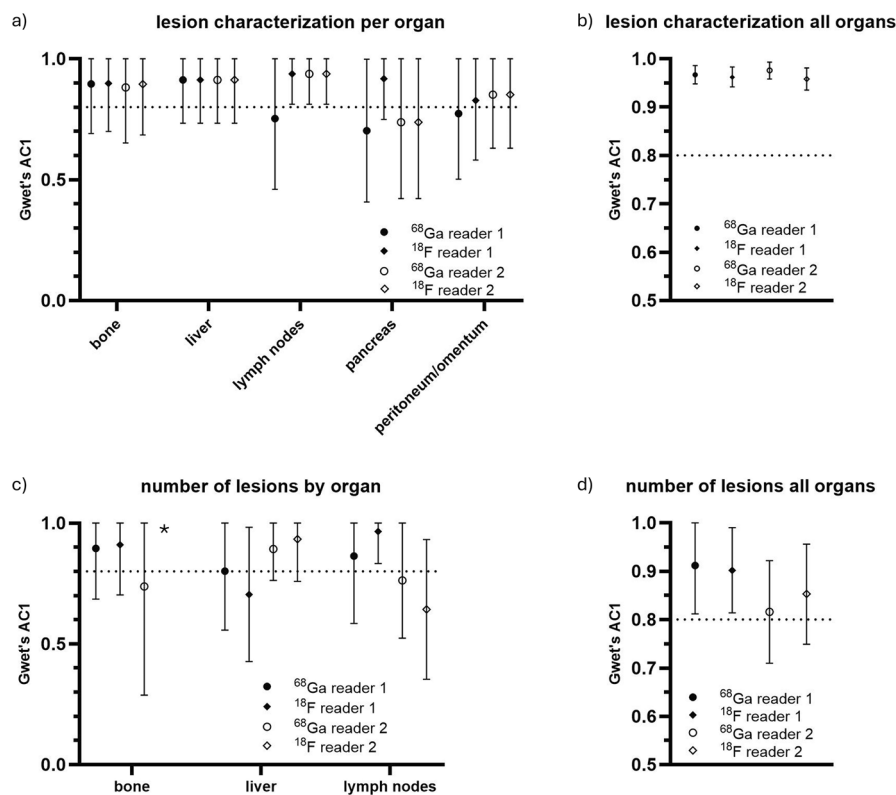 a)
lesion characterization per organ
Gwet's AC1
1.0
0.5
0.0
⁶⁸Ga reader 1
¹⁸F reader 1
⁶⁸Ga reader 2
¹⁸F reader 2
bone
liver
lymph nodes
pancreas
peritoneum/omentum
b)
lesion characterization all organs
Gwet's AC1
1.0
0.9
0.8
0.7
0.6
0.5
⁶⁸Ga reader 1
¹⁸F reader 1
⁶⁸Ga reader 2
¹⁸F reader 2
c)
number of lesions by organ
Gwet's AC1
1.0
0.5
0.0
*
⁶⁸Ga reader 1
¹⁸F reader 1
⁶⁸Ga reader 2
¹⁸F reader 2
bone
liver
lymph nodes
d)
number of lesions all organs
Gwet's AC1
1.0
0.9
0.8
0.7
0.6
0.5
⁶⁸Ga reader 1
¹⁸F reader 1
⁶⁸Ga reader 2
¹⁸F reader 2